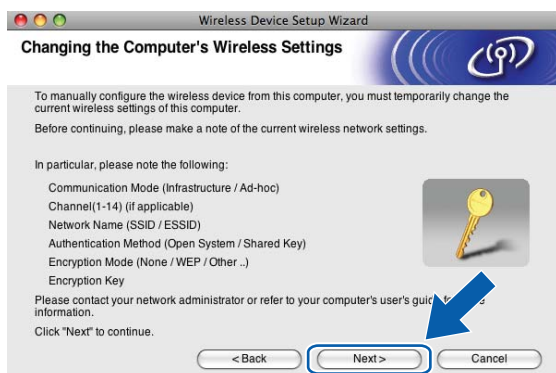 Wireless Device Setup Wizard
Changing the Computer's Wireless Settings
To manually configure the wireless device from this computer, you must temporarily change the
current wireless settings of this computer.
Before continuing, please make a note of the current wireless network settings.
In particular, please note the following:
Communication Mode (Infrastructure / Ad-hoc)
Channel(1-14) (if applicable)
Network Name (SSID / ESSID)
Authentication Method (Open System / Shared Key)
Encryption Mode (None / WEP / Other ..)
Encryption Key
Please contact your network administrator or refer to your computer's user's
information.
Click "Next" to continue.
< Back Next > Cancel